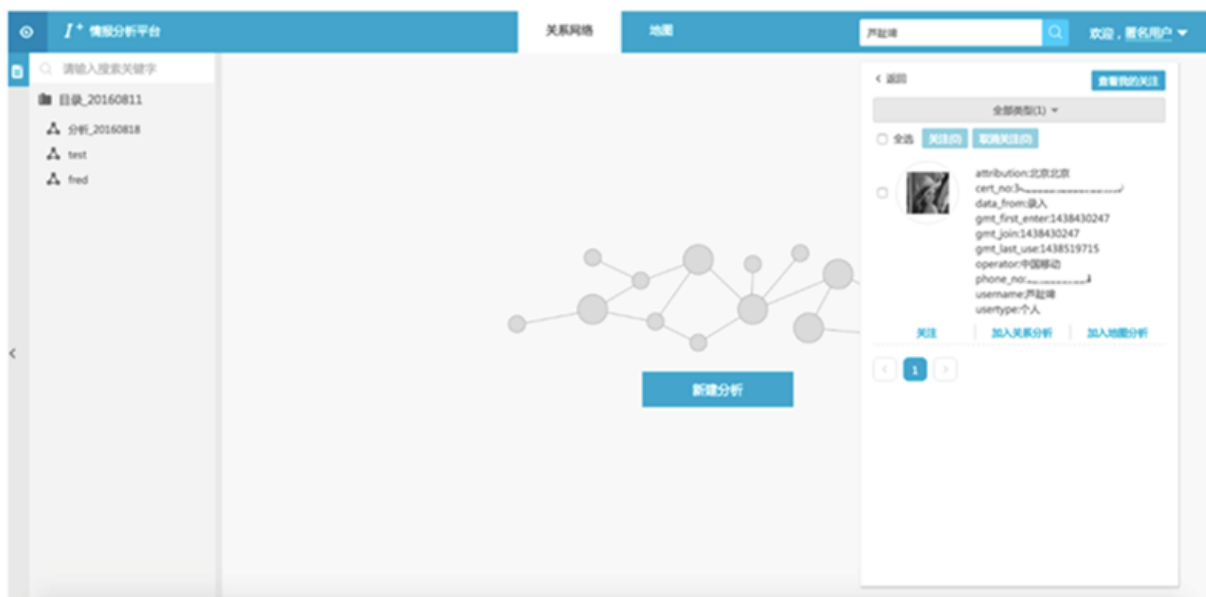 I+ 情报分析平台
关系网络
地图
欢迎，匿名用户
请输入搜索关键字
目录_20160811
分析_20160818
test
fred
新建分析
返回
查看我的关注
全部类型(1)
全选 关注(0) 取消关注(0)
attribution:北京北京
cert_no:3
data_from:录入
gmt_first_enter:1438430247
gmt_join:1438430247
gmt_last_use:1438519715
operator:中国移动
phone_no:
username:
usertype:个人
关注 加入关系分析 加入地图分析
1